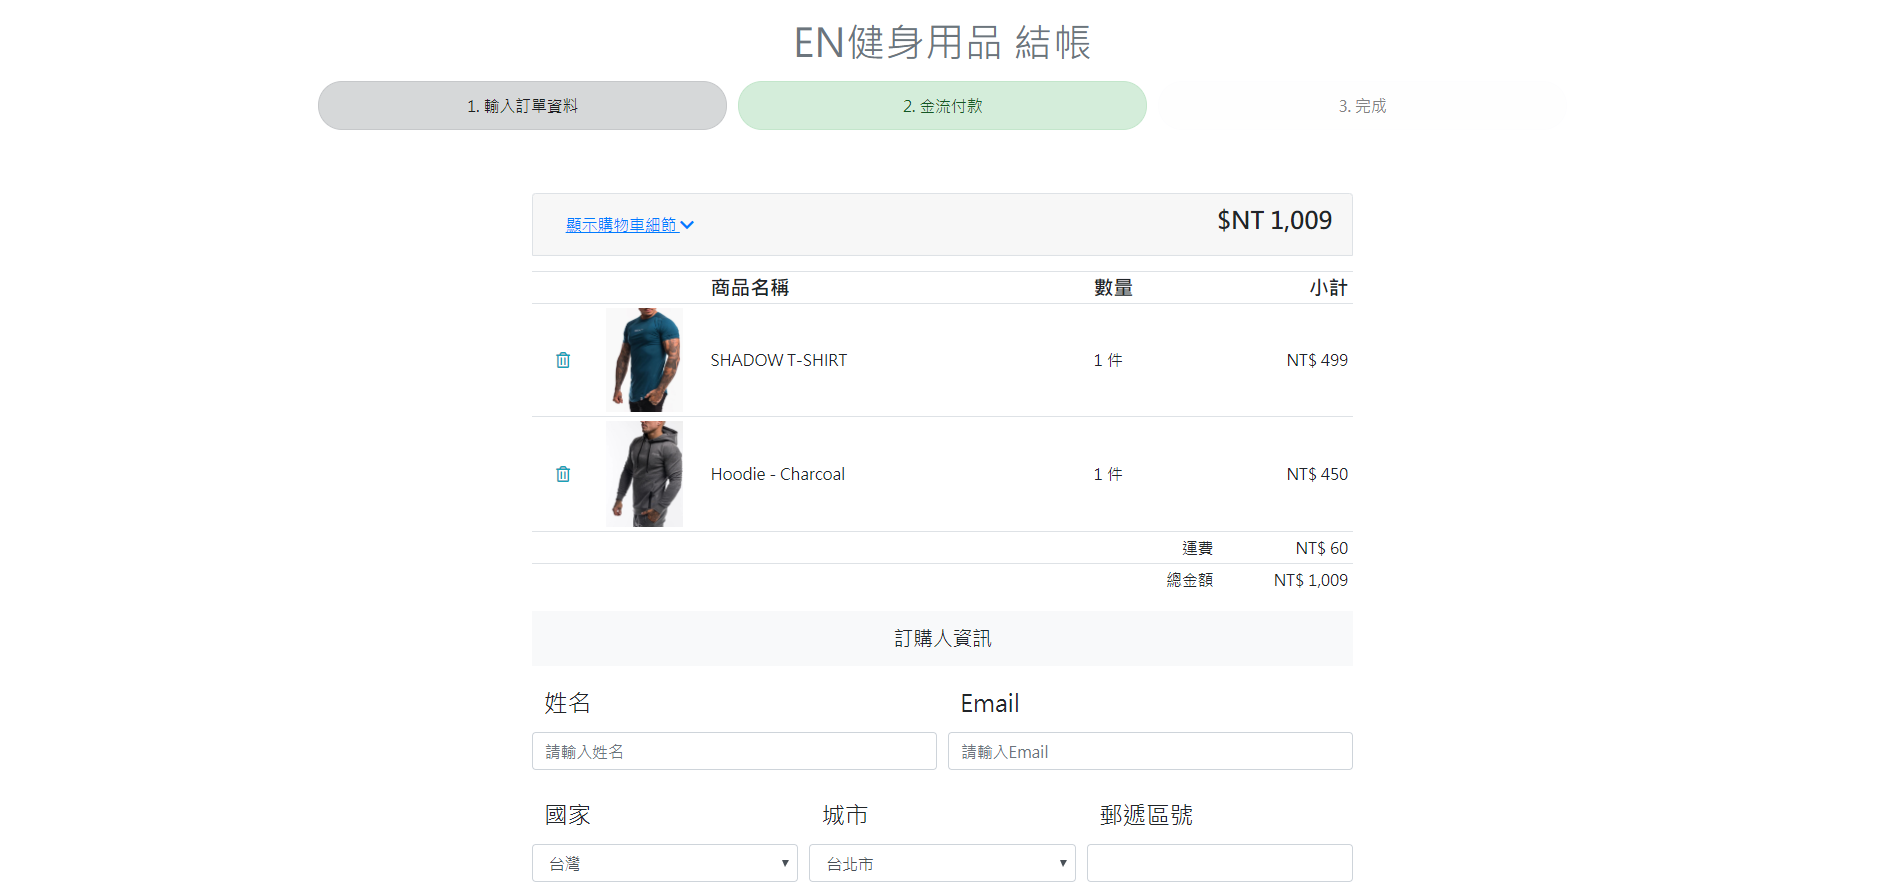 EN健身用品 結帳
1. 輸入訂單資料
2. 金流付款
3. 完成
顯示購物車細節
$NT 1,009
商品名稱 數量 小計
SHADOW T-SHIRT 1 件 NT$ 499
Hoodie - Charcoal 1 件 NT$ 450
運費 NT$ 60
總金額 NT$ 1,009
訂購人資訊
姓名 Email
請輸入姓名 請輸入Email
國家 城市 郵遞區號
台灣 台北市